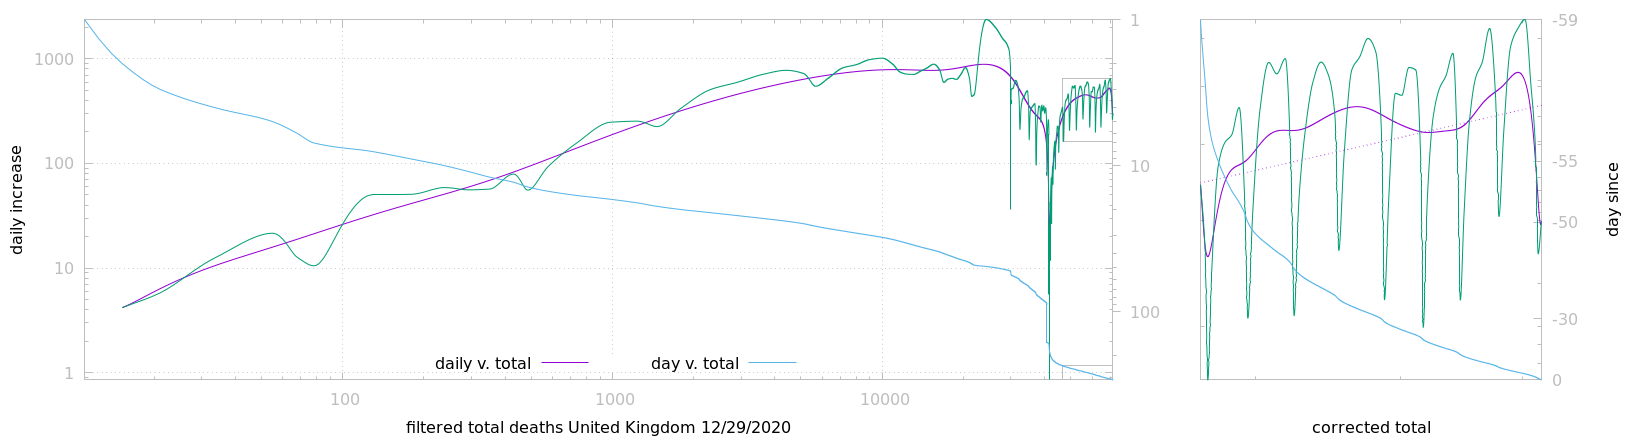 daily increase
1000
100
10
1
100
1000
10000
daily v. total
day v. total
filtered total deaths United Kingdom 12/29/2020
1
10
100
-59
-55
-50
-30
0
day since
corrected total